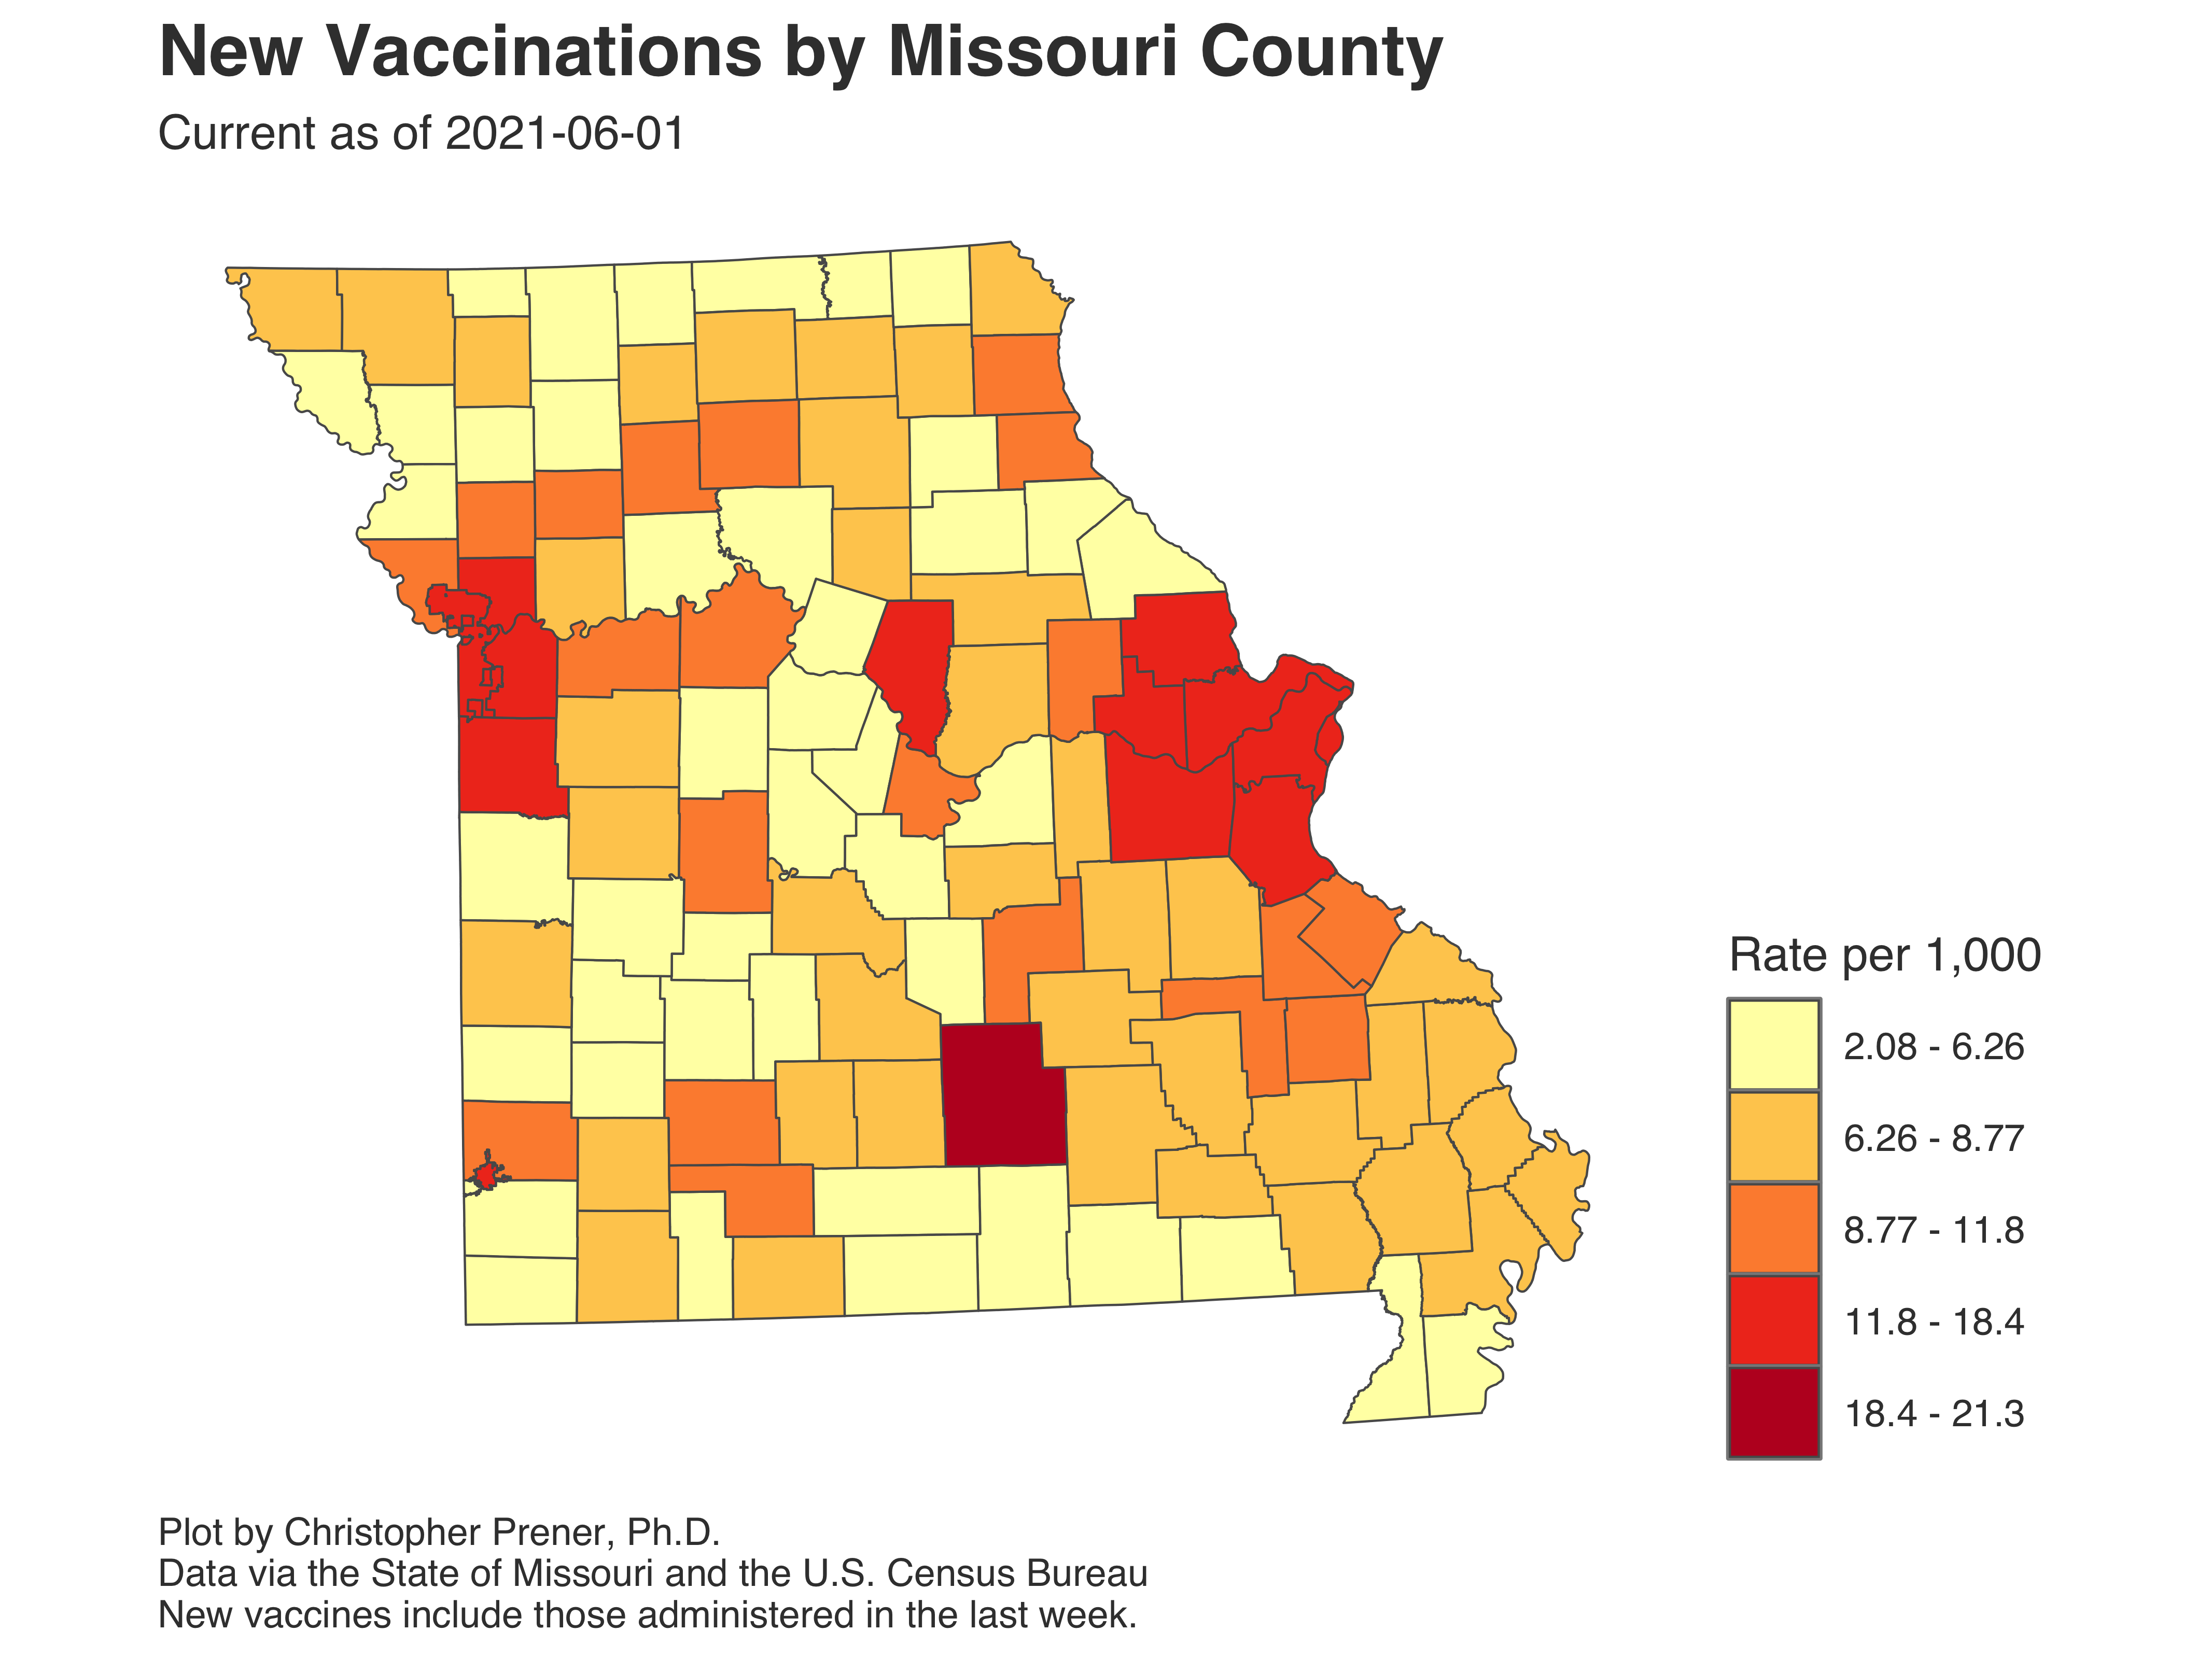 New Vaccinations by Missouri County
Current as of 2021-06-01
Rate per 1,000
2.08 - 6.26
6.26 - 8.77
8.77 - 11.8
11.8 - 18.4
18.4 - 21.3
Plot by Christopher Prener, Ph.D.
Data via the State of Missouri and the U.S. Census Bureau
New vaccines include those administered in the last week.